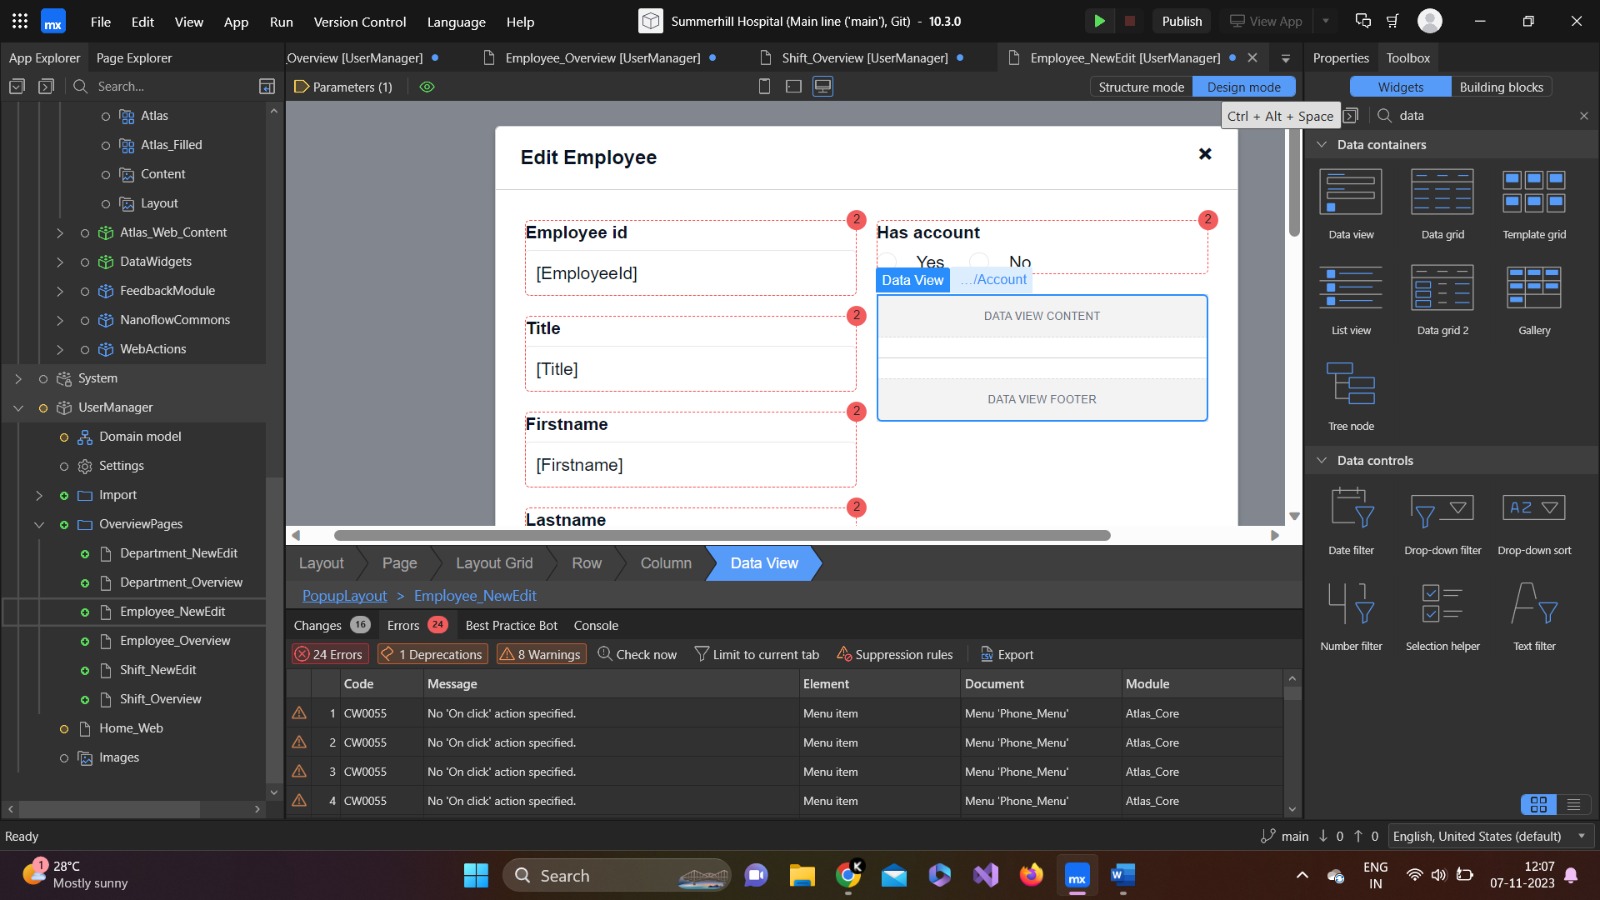 mx
File Edit View App Run Version Control Language Help
Summerhill Hospital (Main line ('main'), Git) - 10.3.0
Publish
View App
App Explorer Page Explorer
_Overview [UserManager]
Employee_Overview [UserManager]
Shift_Overview [UserManager]
Employee_NewEdit [UserManager]
Properties Toolbox
Search...
Parameters (1)
Structure mode Design mode
Widgets Building blocks
Ctrl + Alt + Space
data
Atlas
Atlas_Filled
Content
Layout
Atlas_Web_Content
DataWidgets
FeedbackModule
NanoflowCommons
WebActions
System
UserManager
Domain model
Settings
Import
OverviewPages
Department_NewEdit
Department_Overview
Employee_NewEdit
Employee_Overview
Shift_NewEdit
Shift_Overview
Home_Web
Images
Edit Employee
2
Employee id
[EmployeeId]
2
Title
[Title]
2
Firstname
[Firstname]
2
Lastname
2
Has account
Yes No
Data View .../Account
DATA VIEW CONTENT
DATA VIEW FOOTER
Data containers
Data view Data grid Template grid
List view Data grid 2 Gallery
Tree node
Data controls
Date filter Drop-down filter Drop-down sort
Number filter Selection helper Text filter
Layout Page Layout Grid Row Column Data View
PopupLayout > Employee_NewEdit
Changes 16 Errors 24 Best Practice Bot Console
24 Errors 1 Deprecations 8 Warnings Check now Limit to current tab Suppression rules Export
Code Message Element Document Module
1 CW0055 No 'On click' action specified. Menu item Menu 'Phone_Menu' Atlas_Core
2 CW0055 No 'On click' action specified. Menu item Menu 'Phone_Menu' Atlas_Core
3 CW0055 No 'On click' action specified. Menu item Menu 'Phone_Menu' Atlas_Core
4 CW0055 No 'On click' action specified. Menu item Menu 'Phone_Menu' Atlas_Core
Ready
main 0 0 English, United States (default)
1
28°C
Mostly sunny
Search
K
mx
W
ENG
IN
12:07
07-11-2023